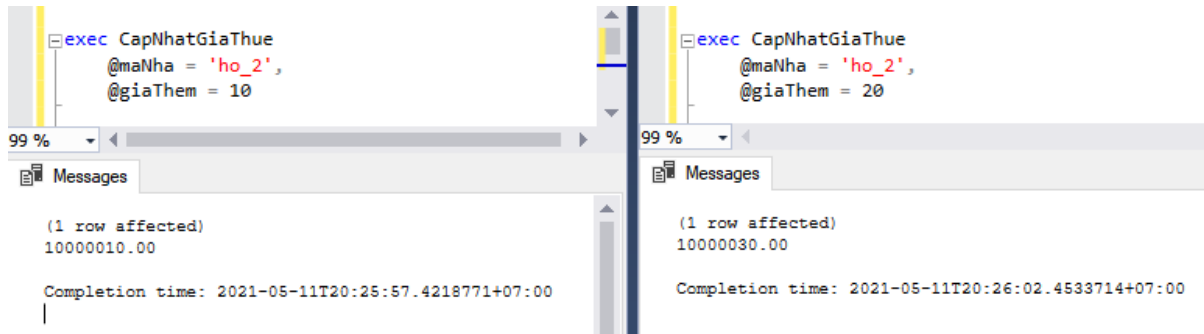 exec CapNhatGiaThue
@maNha = 'ho_2',
@giaThem = 10
99 %
Messages
(1 row affected)
10000010.00
Completion time: 2021-05-11T20:25:57.4218771+07:00
exec CapNhatGiaThue
@maNha = 'ho_2',
@giaThem = 20
99 %
Messages
(1 row affected)
10000030.00
Completion time: 2021-05-11T20:26:02.4533714+07:00